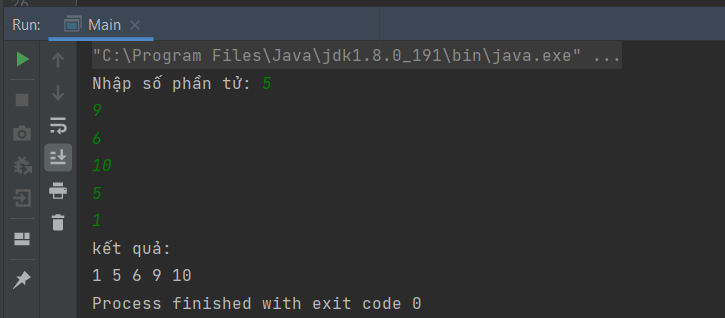 26
Run: Main ×
"C:\Program Files\Java\jdk1.8.0_191\bin\java.exe" ...
Nhập số phần tử: 5
9
6
10
5
1
kết quả:
1 5 6 9 10
Process finished with exit code 0